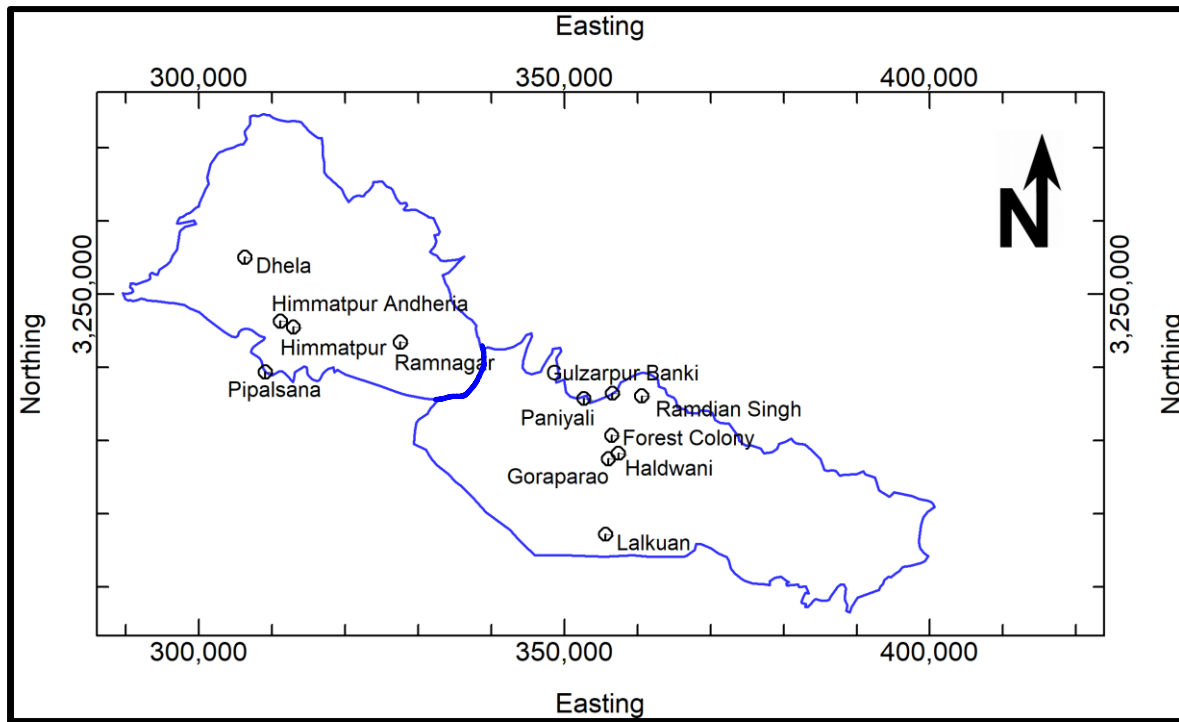 Easting
300,000 350,000 400,000
N
3,250,000
3,250,000
Northing
Northing
Dhela
Himmatpur Andheria
Himmatpur
Ramnagar
Pipalsana
Gulzarpur Banki
Paniyali
Ramdian Singh
Forest Colony
Haldwani
Goraparao
Lalkuan
300,000 350,000 400,000
Easting